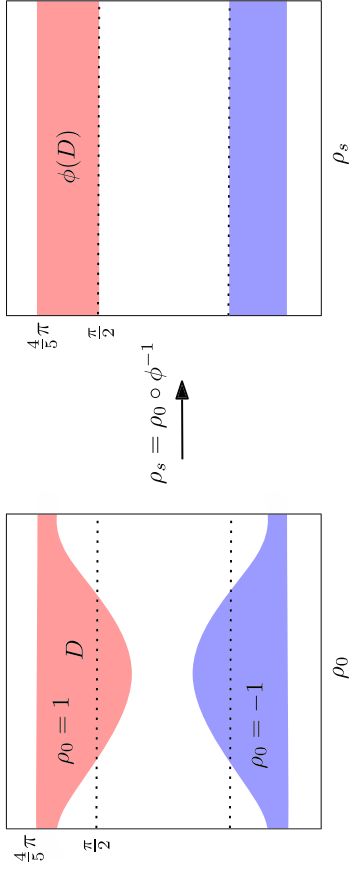 4/5 π
π/2
ρ₀ = 1
D
ρ₀ = −1
ρ₀
ρₛ = ρ₀ ∘ ϕ⁻¹
4/5 π
π/2
ϕ(D)
ρₛ